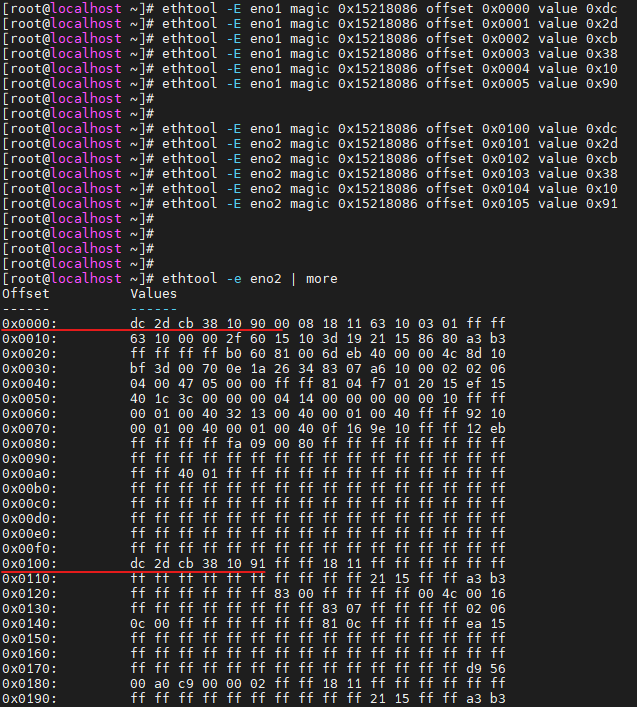 [root@localhost ~]# ethtool -E eno1 magic 0x15218086 offset 0x0000 value 0xdc
[root@localhost ~]# ethtool -E eno1 magic 0x15218086 offset 0x0001 value 0x2d
[root@localhost ~]# ethtool -E eno1 magic 0x15218086 offset 0x0002 value 0xcb
[root@localhost ~]# ethtool -E eno1 magic 0x15218086 offset 0x0003 value 0x38
[root@localhost ~]# ethtool -E eno1 magic 0x15218086 offset 0x0004 value 0x10
[root@localhost ~]# ethtool -E eno1 magic 0x15218086 offset 0x0005 value 0x90
[root@localhost ~]#
[root@localhost ~]#
[root@localhost ~]# ethtool -E eno1 magic 0x15218086 offset 0x0100 value 0xdc
[root@localhost ~]# ethtool -E eno2 magic 0x15218086 offset 0x0101 value 0x2d
[root@localhost ~]# ethtool -E eno2 magic 0x15218086 offset 0x0102 value 0xcb
[root@localhost ~]# ethtool -E eno2 magic 0x15218086 offset 0x0103 value 0x38
[root@localhost ~]# ethtool -E eno2 magic 0x15218086 offset 0x0104 value 0x10
[root@localhost ~]# ethtool -E eno2 magic 0x15218086 offset 0x0105 value 0x91
[root@localhost ~]#
[root@localhost ~]#
[root@localhost ~]#
[root@localhost ~]#
[root@localhost ~]# ethtool -e eno2 | more
Offset Values
------ ------
0x0000: dc 2d cb 38 10 90 00 08 18 11 63 10 03 01 ff ff
0x0010: 63 10 00 00 2f 60 15 10 3d 19 21 15 86 80 a3 b3
0x0020: ff ff ff ff b0 60 81 00 6d eb 40 00 00 4c 8d 10
0x0030: bf 3d 00 70 0e 1a 26 34 83 07 a6 10 00 02 02 06
0x0040: 04 00 47 05 00 00 ff ff 81 04 f7 01 20 15 ef 15
0x0050: 40 1c 3c 00 00 00 04 14 00 00 00 00 00 10 ff ff
0x0060: 00 01 00 40 32 13 00 40 00 01 00 40 ff ff 92 10
0x0070: 00 01 00 40 00 01 00 40 0f 16 9e 10 ff ff 12 eb
0x0080: ff ff ff ff fa 09 00 80 ff ff ff ff ff ff ff ff
0x0090: ff ff ff ff ff ff ff ff ff ff ff ff ff ff ff ff
0x00a0: ff ff 40 01 ff ff ff ff ff ff ff ff ff ff ff ff
0x00b0: ff ff ff ff ff ff ff ff ff ff ff ff ff ff ff ff
0x00c0: ff ff ff ff ff ff ff ff ff ff ff ff ff ff ff ff
0x00d0: ff ff ff ff ff ff ff ff ff ff ff ff ff ff ff ff
0x00e0: ff ff ff ff ff ff ff ff ff ff ff ff ff ff ff ff
0x00f0: ff ff ff ff ff ff ff ff ff ff ff ff ff ff ff ff
0x0100: dc 2d cb 38 10 91 ff ff 18 11 ff ff ff ff ff ff
0x0110: ff ff ff ff ff ff ff ff ff ff 21 15 ff ff a3 b3
0x0120: ff ff ff ff ff ff 83 00 ff ff ff ff 00 4c 00 16
0x0130: ff ff ff ff ff ff ff ff 83 07 ff ff ff ff 02 06
0x0140: 0c 00 ff ff ff ff ff ff 81 0c ff ff ff ff ea 15
0x0150: ff ff ff ff ff ff ff ff ff ff ff ff ff ff ff ff
0x0160: ff ff ff ff ff ff ff ff ff ff ff ff ff ff ff ff
0x0170: ff ff ff ff ff ff ff ff ff ff ff ff ff ff d9 56
0x0180: 00 a0 c9 00 00 02 ff ff 18 11 ff ff ff ff ff ff
0x0190: ff ff ff ff ff ff ff ff ff ff 21 15 ff ff a3 b3